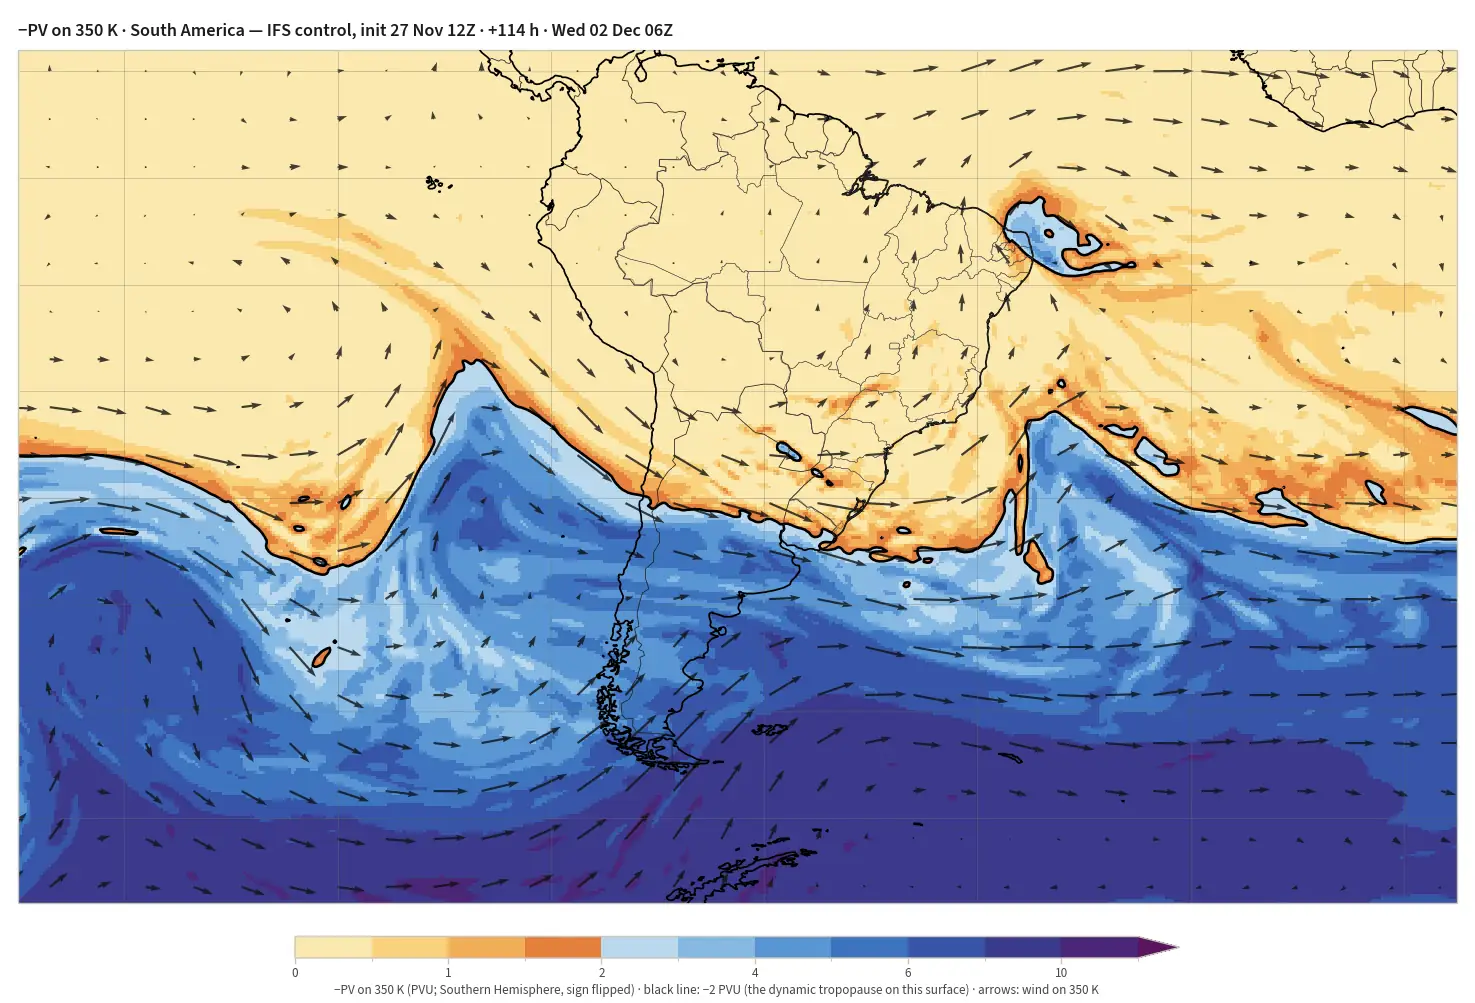 −PV on 350 K · South America — IFS control, init 27 Nov 12Z · +114 h · Wed 02 Dec 06Z
0 1 2 4 6 10
−PV on 350 K (PVU; Southern Hemisphere, sign flipped) · black line: −2 PVU (the dynamic tropopause on this surface) · arrows: wind on 350 K